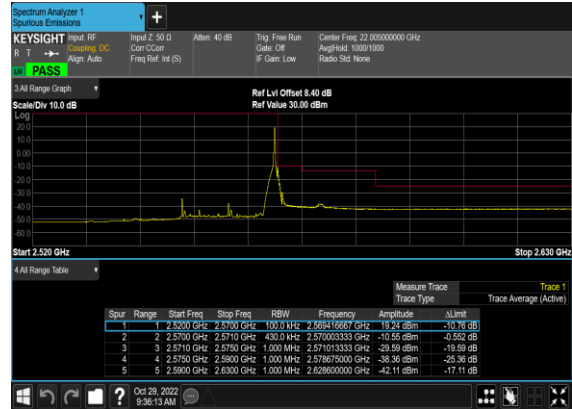 Spectrum Analyzer 1
Spurious Emissions
KEYSIGHT Input: RF Input Z: 50 Ω Atten: 40 dB Trig: Free Run Center Freq: 22.005000000 GHz
R T Coupling: DC Corr CCorr Gate: Off Avg|Hold: 1000/1000
Align: Auto Freq Ref: Int (S) IF Gain: Low Radio Std: None
PASS
3 All Range Graph
Ref Lvl Offset 8.40 dB
Scale/Div 10.0 dB Ref Value 30.00 dBm
Log
20.0
10.0
0.00
-10.0
-20.0
-30.0
-40.0
-50.0
-60.0
Start 2.520 GHz Stop 2.630 GHz
4 All Range Table
Measure Trace Trace 1
Trace Type Trace Average (Active)
Spur Range Start Freq Stop Freq RBW Frequency Amplitude ΔLimit
1 1 2.5200 GHz 2.5700 GHz 100.0 kHz 2.569416667 GHz 19.24 dBm -10.76 dB
2 2 2.5700 GHz 2.5710 GHz 430.0 kHz 2.570003333 GHz -10.55 dBm -0.552 dB
3 3 2.5710 GHz 2.5750 GHz 1.000 MHz 2.571013333 GHz -29.59 dBm -19.59 dB
4 4 2.5750 GHz 2.5900 GHz 1.000 MHz 2.578675000 GHz -38.36 dBm -25.36 dB
5 5 2.5900 GHz 2.6300 GHz 1.000 MHz 2.628600000 GHz -42.11 dBm -17.11 dB
Oct 29, 2022
9:36:13 AM